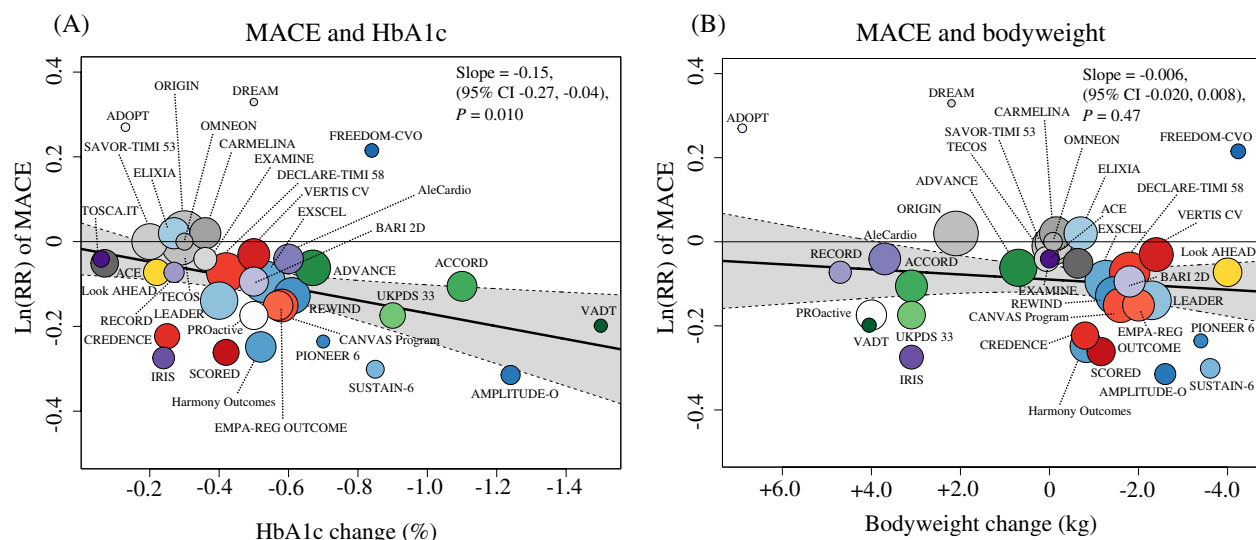 (A)
MACE and HbA1c
Slope = -0.15,
(95% CI -0.27, -0.04),
P = 0.010
Ln(RR) of MACE
0.4
0.2
0
-0.2
-0.4
ORIGIN
DREAM
ADOPT
OMNEON
SAVOR-TIMI 53
CARMELINA
FREEDOM-CVO
EXAMINE
ELIXIA
DECLARE-TIMI 58
VERTIS CV
AleCardio
TOSCA.IT
EXSCEL
BARI 2D
ACE
ADVANCE
ACCORD
Look AHEAD
TECOS
UKPDS 33
RECORD
LEADER
REWIND
VADT
PROactive
CANVAS Program
CREDENCE
PIONEER 6
IRIS
SCORED
SUSTAIN-6
AMPLITUDE-O
Harmony Outcomes
EMPA-REG OUTCOME
-0.2
-0.4
-0.6
-0.8
-1.0
-1.2
-1.4
HbA1c change (%)
(B)
MACE and bodyweight
Slope = -0.006,
(95% CI -0.020, 0.008),
P = 0.47
Ln(RR) of MACE
0.4
0.2
0
-0.2
-0.4
DREAM
ADOPT
CARMELINA
SAVOR-TIMI 53
TECOS
OMNEON
FREEDOM-CVO
ELIXIA
ADVANCE
DECLARE-TIMI 58
ORIGIN
ACE
VERTIS CV
EXSCEL
AleCardio
RECORD
ACCORD
Look AHEAD
BARI 2D
EXAMINE
REWIND
LEADER
PROactive
CANVAS Program
VADT
UKPDS 33
EMPA-REG
OUTCOME
PIONEER 6
CREDENCE
IRIS
SCORED
SUSTAIN-6
AMPLITUDE-O
Harmony Outcomes
+6.0
+4.0
+2.0
0
-2.0
-4.0
Bodyweight change (kg)